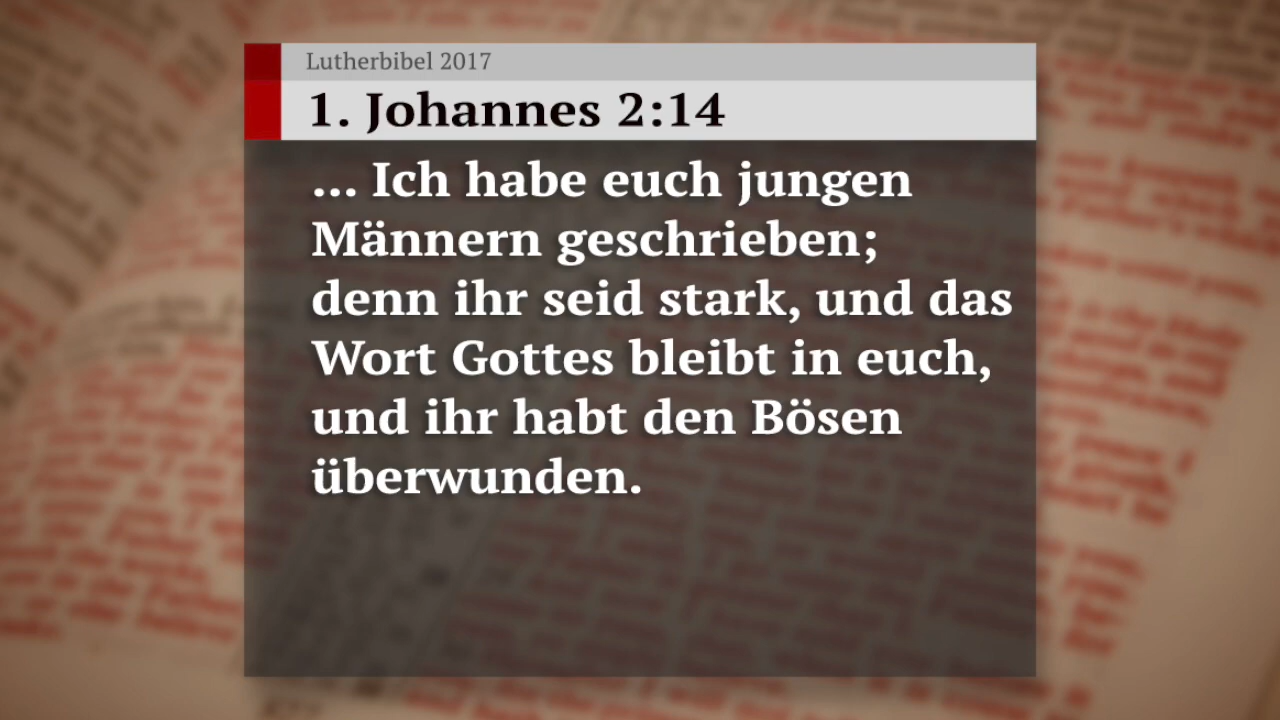 Lutherbibel 2017
1. Johannes 2:14
... Ich habe euch jungen
Männern geschrieben;
denn ihr seid stark, und das
Wort Gottes bleibt in euch,
und ihr habt den Bösen
überwunden.